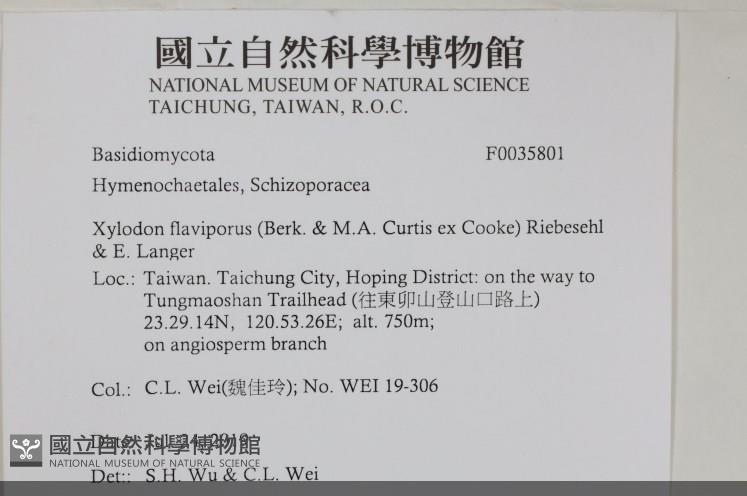 國立自然科學博物館
NATIONAL MUSEUM OF NATURAL SCIENCE
TAICHUNG, TAIWAN, R.O.C.
Basidiomycota F0035801
Hymenochaetales, Schizoporacea
Xylodon flaviporus (Berk. & M.A. Curtis ex Cooke) Riebesehl
& E. Langer
Loc.: Taiwan. Taichung City, Hoping District: on the way to
Tungmaoshan Trailhead (往東卯山登山口路上)
23.29.14N, 120.53.26E; alt. 750m;
on angiosperm branch
Col.: C.L. Wei(魏佳玲); No. WEI 19-306
國立自然科學博物館
NATIONAL MUSEUM OF NATURAL SCIENCE
Det:: S.H. Wu & C.L. Wei